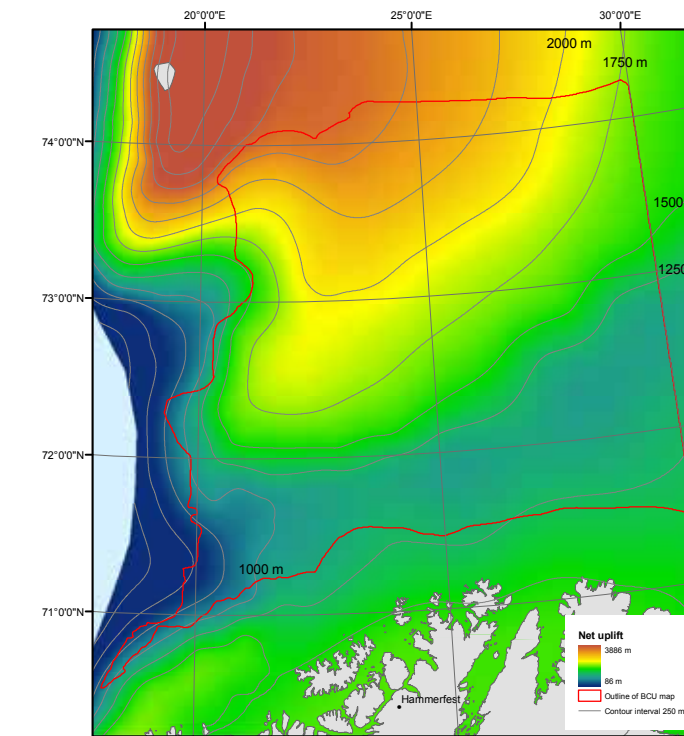 20°0'0"E 25°0'0"E 30°0'0"E
2000 m
1750 m
74°0'0"N
1500
1250
73°0'0"N
72°0'0"N
1000 m
71°0'0"N
Net uplift
3886 m
86 m
Outline of BCU map
Contour interval 250 m
Hammerfest